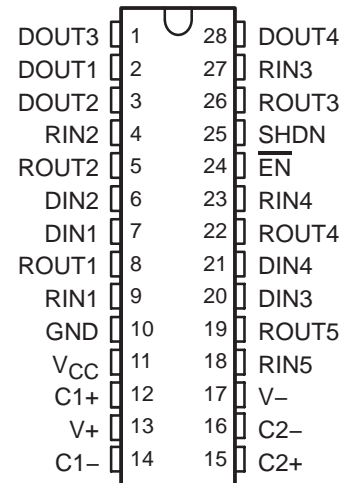 DOUT3 1 28 DOUT4
DOUT1 2 27 RIN3
DOUT2 3 26 ROUT3
RIN2 4 25 SHDN
ROUT2 5 24 E̅N̅
DIN2 6 23 RIN4
DIN1 7 22 ROUT4
ROUT1 8 21 DIN4
RIN1 9 20 DIN3
GND 10 19 ROUT5
VCC 11 18 RIN5
C1+ 12 17 V−
V+ 13 16 C2−
C1− 14 15 C2+